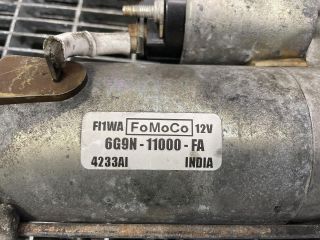 FI1WA FoMoCo 12V
6G9N - 11000 - FA
4233AI INDIA